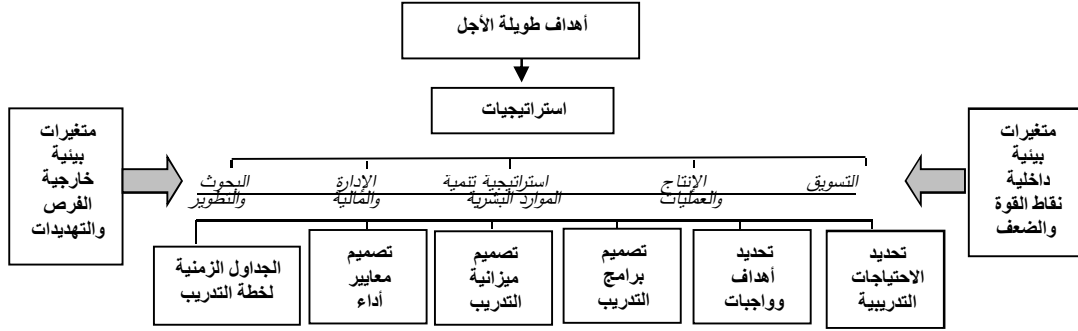 أهداف طويلة الأجل
استراتيجيات
متغيرات
بيئية
داخلية
نقاط القوة
والضعف
متغيرات
بيئية
خارجية
الفرص
والتهديدات
التسويق
الإنتاج
والعمليات
استراتيجية تنمية
الموارد البشرية
الإدارة
والمالية
البحوث
والتطوير
تحديد
الاحتياجات
التدريبية
تحديد
أهداف
وواجبات
تصميم
برامج
التدريب
تصميم
ميزانية
التدريب
تصميم
معايير
أداء
الجداول الزمنية
لخطة التدريب